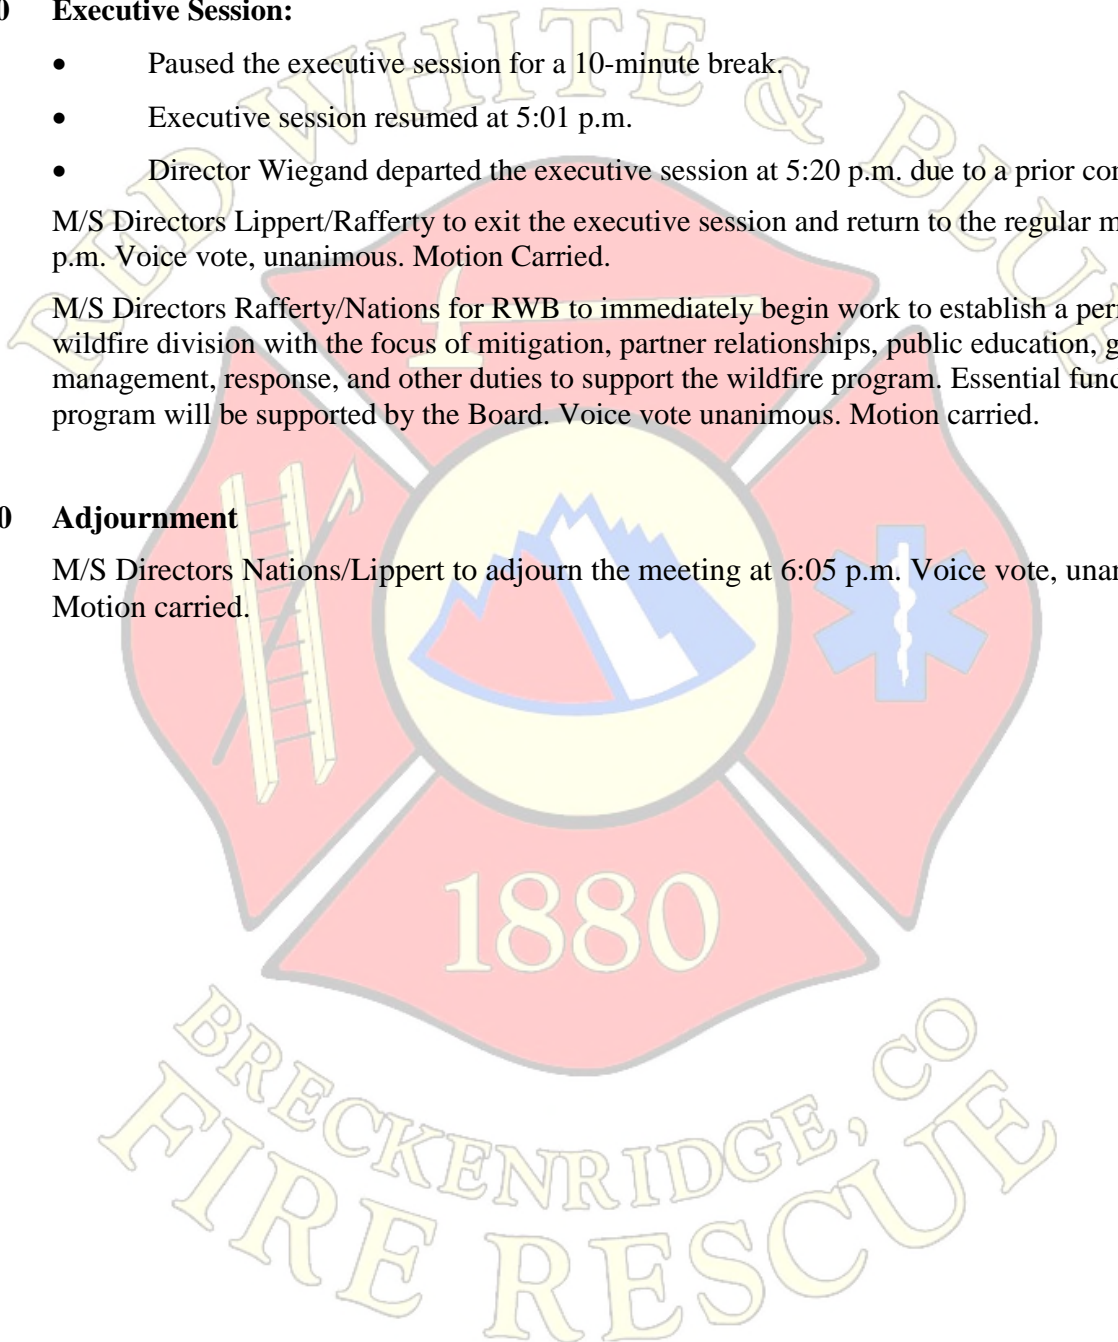 0 Executive Session:
• Paused the executive session for a 10-minute break.
• Executive session resumed at 5:01 p.m.
• Director Wiegand departed the executive session at 5:20 p.m. due to a prior
M/S Directors Lippert/Rafferty to exit the executive session and return to the regular
p.m. Voice vote, unanimous. Motion Carried.
M/S Directors Rafferty/Nations for RWB to immediately begin work to establish a
wildfire division with the focus of mitigation, partner relationships, public education,
management, response, and other duties to support the wildfire program. Essential
program will be supported by the Board. Voice vote unanimous. Motion carried.
0 Adjournment
M/S Directors Nations/Lippert to adjourn the meeting at 6:05 p.m. Voice vote,
Motion carried.
RED WHITE & BLUE
1880
BRECKENRIDGE, CO
FIRE RESCUE